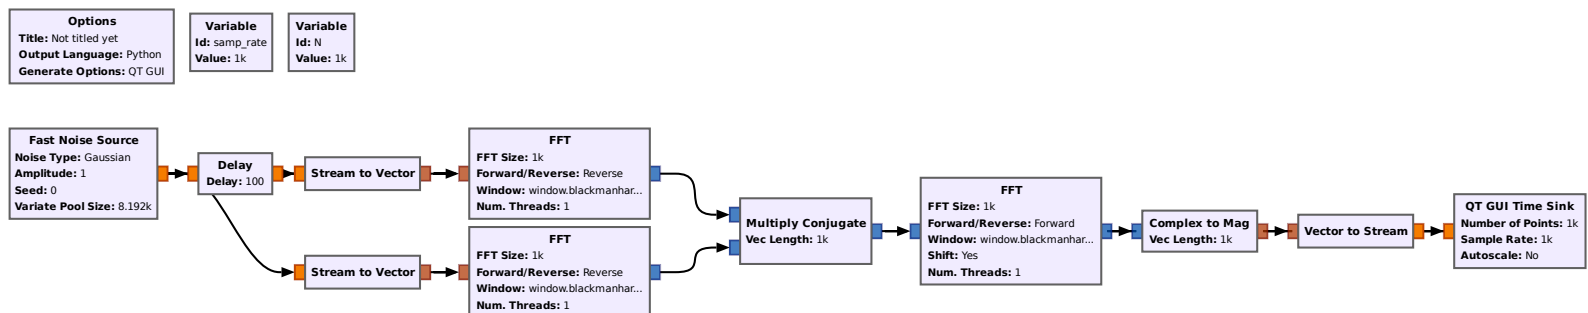 Options
Title: Not titled yet
Output Language: Python
Generate Options: QT GUI
Variable
Id: samp_rate
Value: 1k
Variable
Id: N
Value: 1k
Fast Noise Source
Noise Type: Gaussian
Amplitude: 1
Seed: 0
Variate Pool Size: 8.192k
Delay
Delay: 100
Stream to Vector
FFT
FFT Size: 1k
Forward/Reverse: Reverse
Window: window.blackmanhar...
Num. Threads: 1
Stream to Vector
FFT
FFT Size: 1k
Forward/Reverse: Reverse
Window: window.blackmanhar...
Num. Threads: 1
Multiply Conjugate
Vec Length: 1k
FFT
FFT Size: 1k
Forward/Reverse: Forward
Window: window.blackmanhar...
Shift: Yes
Num. Threads: 1
Complex to Mag
Vec Length: 1k
Vector to Stream
QT GUI Time Sink
Number of Points: 1k
Sample Rate: 1k
Autoscale: No